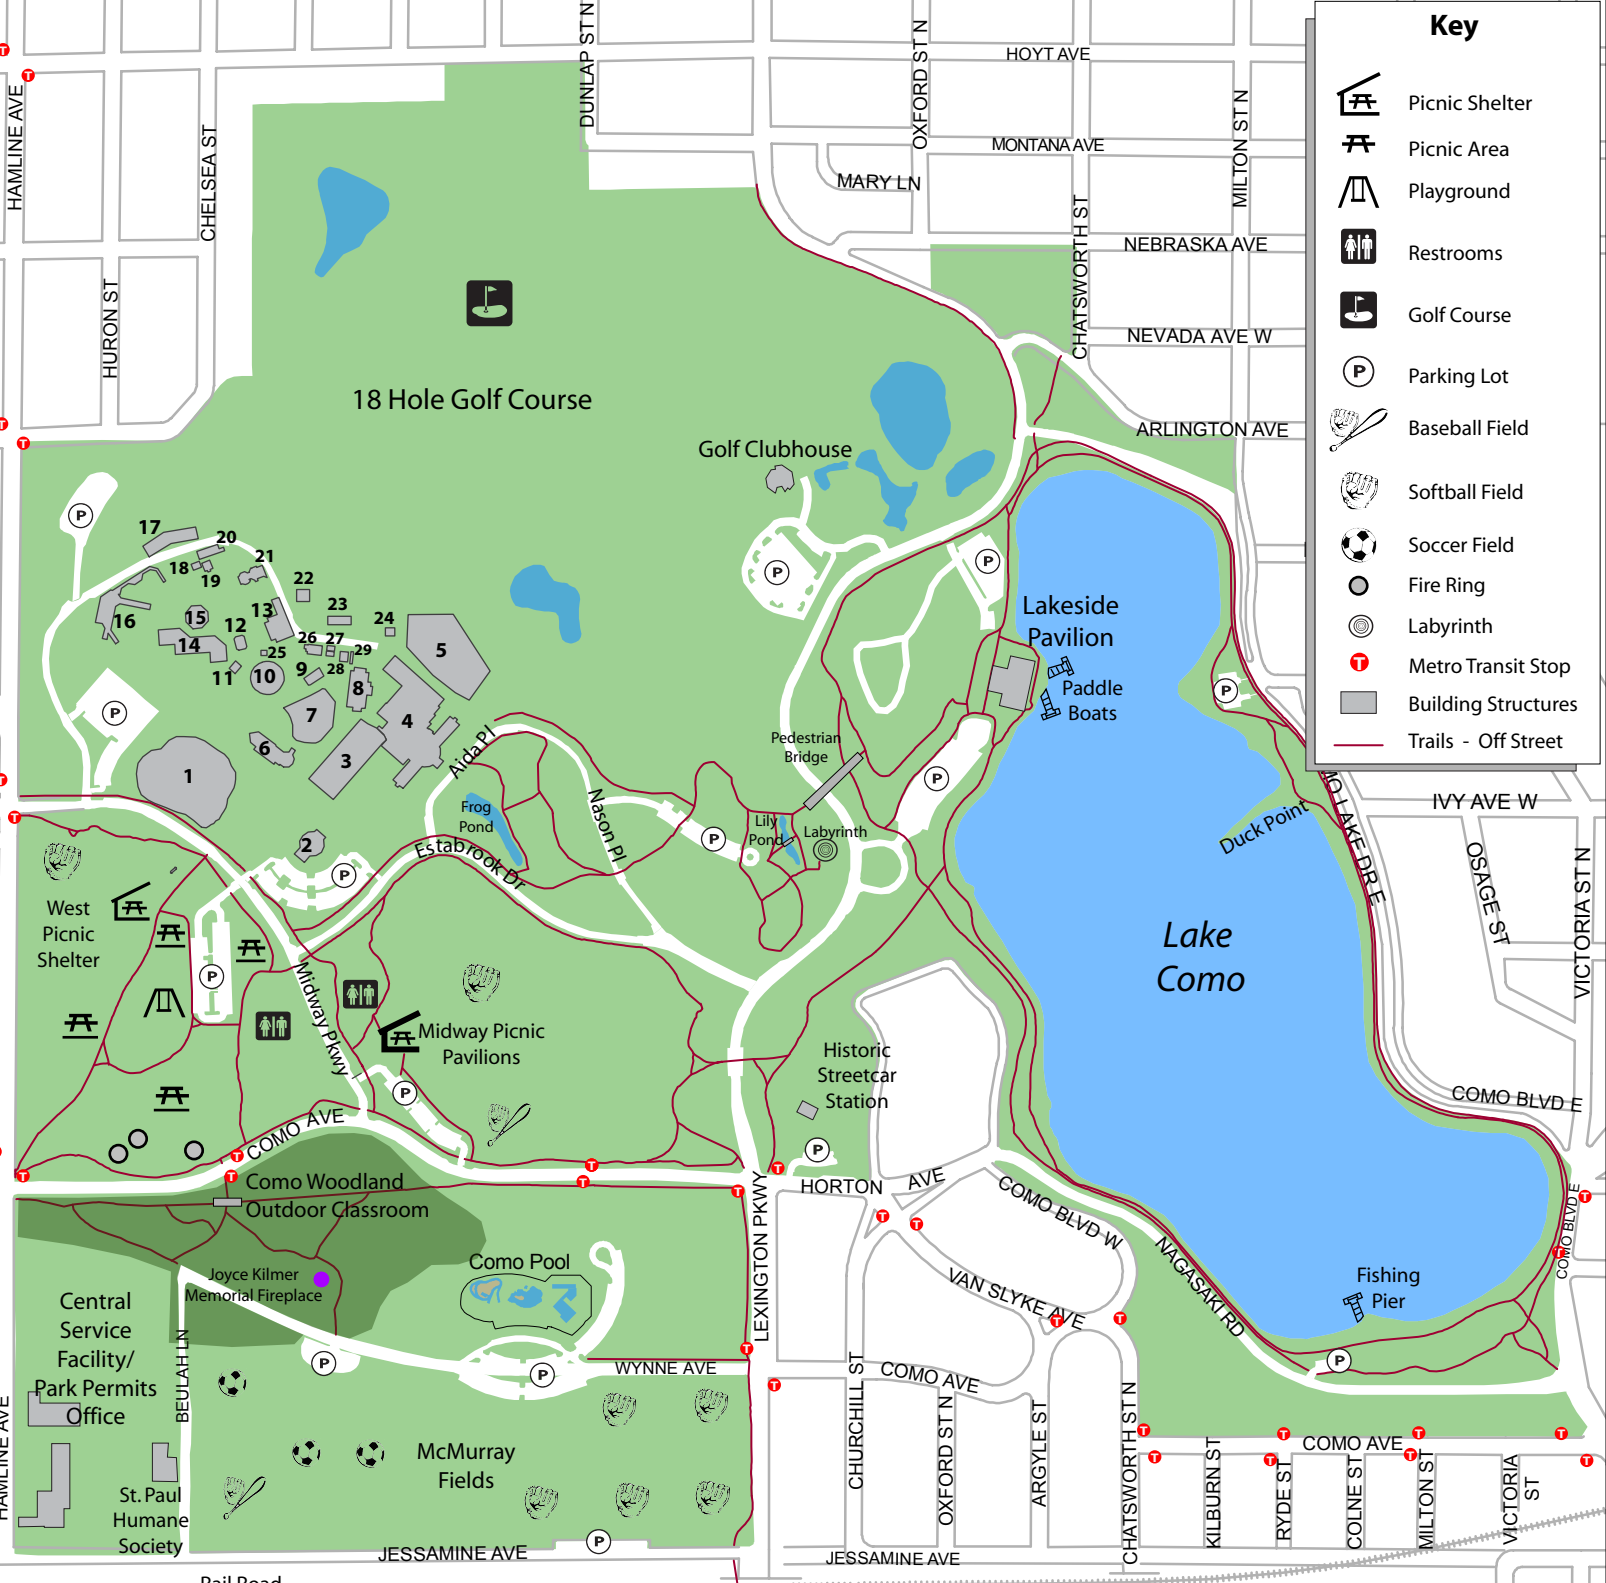 Key
Picnic Shelter
Picnic Area
Playground
Restrooms
Golf Course
P
Parking Lot
Baseball Field
Softball Field
Soccer Field
Fire Ring
Labyrinth
T
Metro Transit Stop
Building Structures
Trails - Off Street
HOYT AVE
DUNLAP ST N
OXFORD ST N
HAMLINE AVE
CHELSEA ST
MONTANA AVE
MILTON ST N
MARY LN
CHATSWORTH ST
NEBRASKA AVE
HURON ST
NEVADA AVE W
18 Hole Golf Course
ARLINGTON AVE
Golf Clubhouse
P
P
P
17
20
21
18
19
22
16
15
13
23
24
12
14
26
27
29
25
5
11
10
9
28
8
7
4
6
3
1
2
Lakeside
Pavilion
Paddle
Boats
P
P
P
Aida Pl
Pedestrian
Bridge
Frog
Pond
Nason Pl
Lily
Pond
Labyrinth
P
P
Estabrook Dr
Duck Point
MO LAKE DR E
IVY AVE W
OSAGE ST
VICTORIA ST N
West
Picnic
Shelter
P
Midway Pkwy
Lake
Como
Midway Picnic
Pavilions
P
Historic
Streetcar
Station
P
COMO BLVD E
COMO AVE
Como Woodland
Outdoor Classroom
HORTON AVE
COMO BLVD W
COMO BLVD E
LEXINGTON PKWY
NAGASAKI RD
Como Pool
Joyce Kilmer
Memorial Fireplace
VAN SLYKE AVE
Fishing
Pier
P
Central
Service
Facility/
Park Permits
Office
BEULAH LN
P
P
WYNNE AVE
COMO AVE
CHURCHILL ST
OXFORD ST N
ARGYLE ST
CHATSWORTH ST N
KILBURN ST
RYDE ST
COMO AVE
COLNE ST
MILTON ST
VICTORIA
ST
HAMLINE AVE
McMurray
Fields
St. Paul
Humane
Society
P
JESSAMINE AVE
JESSAMINE AVE
Rail Road